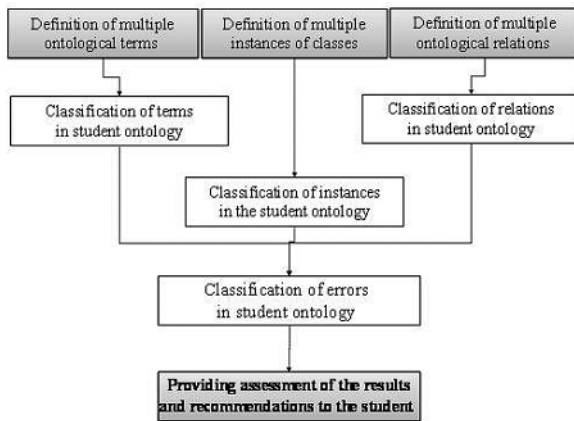 Definition of multiple
ontological terms
Definition of multiple
instances of classes
Definition of multiple
ontological relations
Classification of terms
in student ontology
Classification of relations
in student ontology
Classification of instances
in the student ontology
Classification of errors
in student ontology
Providing assessment of the results
and recommendations to the student